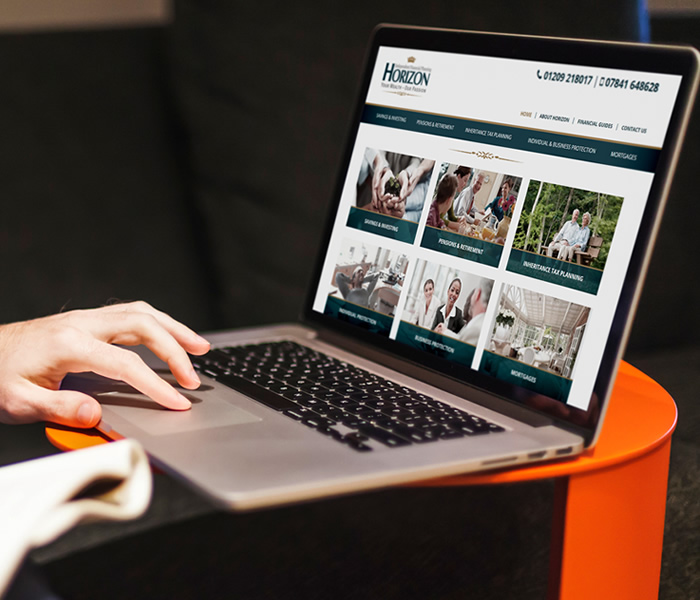 Independent Financial Planning
HORIZON
YOUR WEALTH - OUR PASSION
01209 218017 | 07841 648628
HOME | ABOUT HORIZON | FINANCIAL GUIDES | CONTACT US
SAVINGS & INVESTING PENSIONS & RETIREMENT INHERITANCE TAX PLANNING INDIVIDUAL & BUSINESS PROTECTION MORTGAGES
SAVINGS & INVESTING
PENSIONS & RETIREMENT
INHERITANCE TAX PLANNING
INDIVIDUAL PROTECTION
BUSINESS PROTECTION
MORTGAGES